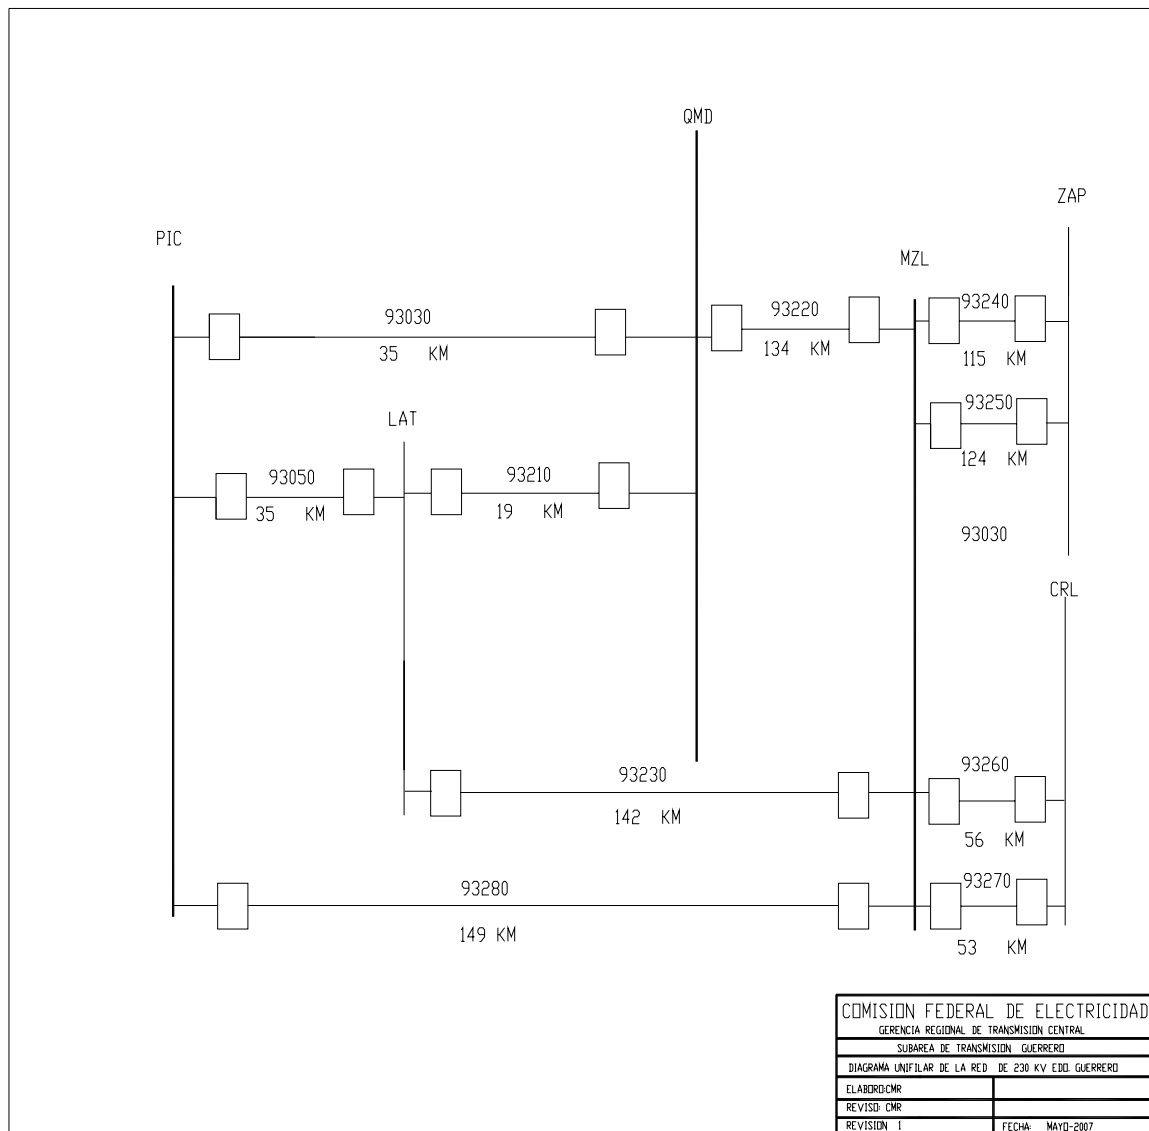 QMD
ZAP
PIC
MZL
93030
35 KM
93220
134 KM
93240
115 KM
LAT
93250
124 KM
93050
35 KM
93210
19 KM
93030
CRL
93230
142 KM
93260
56 KM
93280
149 KM
93270
53 KM
COMISION FEDERAL DE ELECTRICIDAD
GERENCIA REGIONAL DE TRANSMISION CENTRAL
SUBAREA DE TRANSMISION GUERRERO
DIAGRAMA UNIFILAR DE LA RED DE 230 KV EDO. GUERRERO
ELABORO:CMR
REVISO: CMR
REVISION 1 FECHA: MAYO-2007